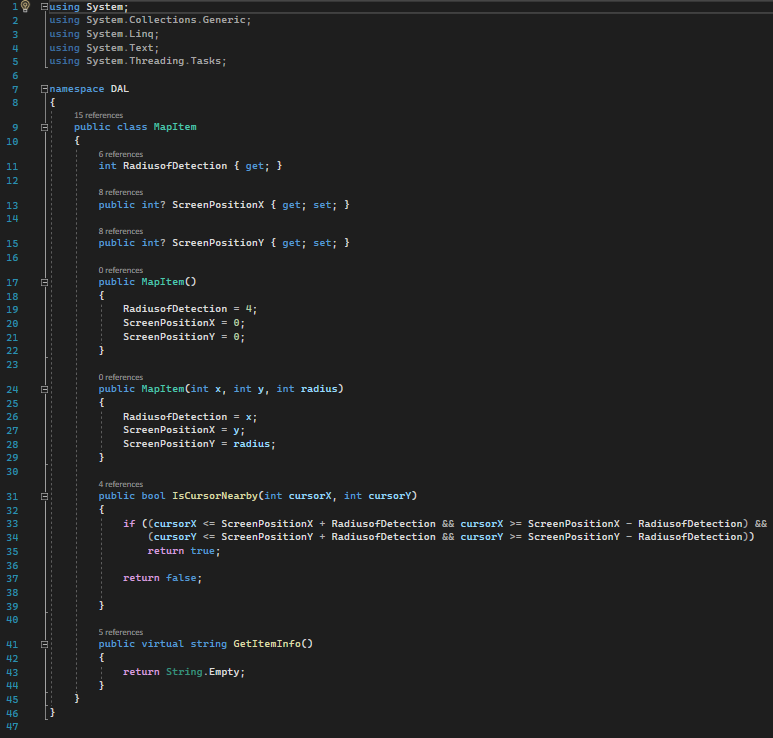 1 using System;
2 using System.Collections.Generic;
3 using System.Linq;
4 using System.Text;
5 using System.Threading.Tasks;
6
7 namespace DAL
8 {
15 references
9 public class MapItem
10 {
6 references
11 int RadiusofDetection { get; }
12
8 references
13 public int? ScreenPositionX { get; set; }
14
8 references
15 public int? ScreenPositionY { get; set; }
16
0 references
17 public MapItem()
18 {
19 RadiusofDetection = 4;
20 ScreenPositionX = 0;
21 ScreenPositionY = 0;
22 }
23
0 references
24 public MapItem(int x, int y, int radius)
25 {
26 RadiusofDetection = x;
27 ScreenPositionX = y;
28 ScreenPositionY = radius;
29 }
30
4 references
31 public bool IsCursorNearby(int cursorX, int cursorY)
32 {
33 if ((cursorX <= ScreenPositionX + RadiusofDetection && cursorX >= ScreenPositionX - RadiusofDetection) &&
34 (cursorY <= ScreenPositionY + RadiusofDetection && cursorY >= ScreenPositionY - RadiusofDetection))
35 return true;
36
37 return false;
38
39 }
40
5 references
41 public virtual string GetItemInfo()
42 {
43 return String.Empty;
44 }
45 }
46 }
47